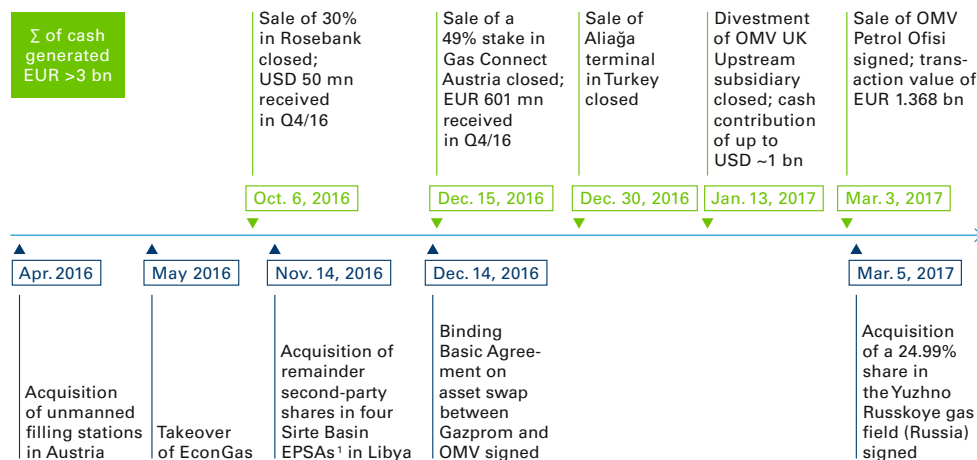 Σ of cash
generated
EUR >3 bn
Sale of 30%
in Rosebank
closed;
USD 50 mn
received
in Q4/16
Oct. 6, 2016
Sale of a
49% stake in
Gas Connect
Austria closed;
EUR 601 mn
received
in Q4/16
Dec. 15, 2016
Sale of
Aliağa
terminal
in Turkey
closed
Dec. 30, 2016
Divestment
of OMV UK
Upstream
subsidiary
closed; cash
contribution
of up to
USD ~1 bn
Jan. 13, 2017
Sale of OMV
Petrol Ofisi
signed; trans-
action value of
EUR 1.368 bn
Mar. 3, 2017
Apr. 2016
Acquisition
of unmanned
filling stations
in Austria
May 2016
Takeover
of EconGas
Nov. 14, 2016
Acquisition of
remainder
second-party
shares in four
Sirte Basin
EPSAs¹ in Libya
Dec. 14, 2016
Binding
Basic Agree-
ment on
asset swap
between
Gazprom and
OMV signed
Mar. 5, 2017
Acquisition
of a 24.99%
share in
the Yuzhno
Russkoye gas
field (Russia)
signed